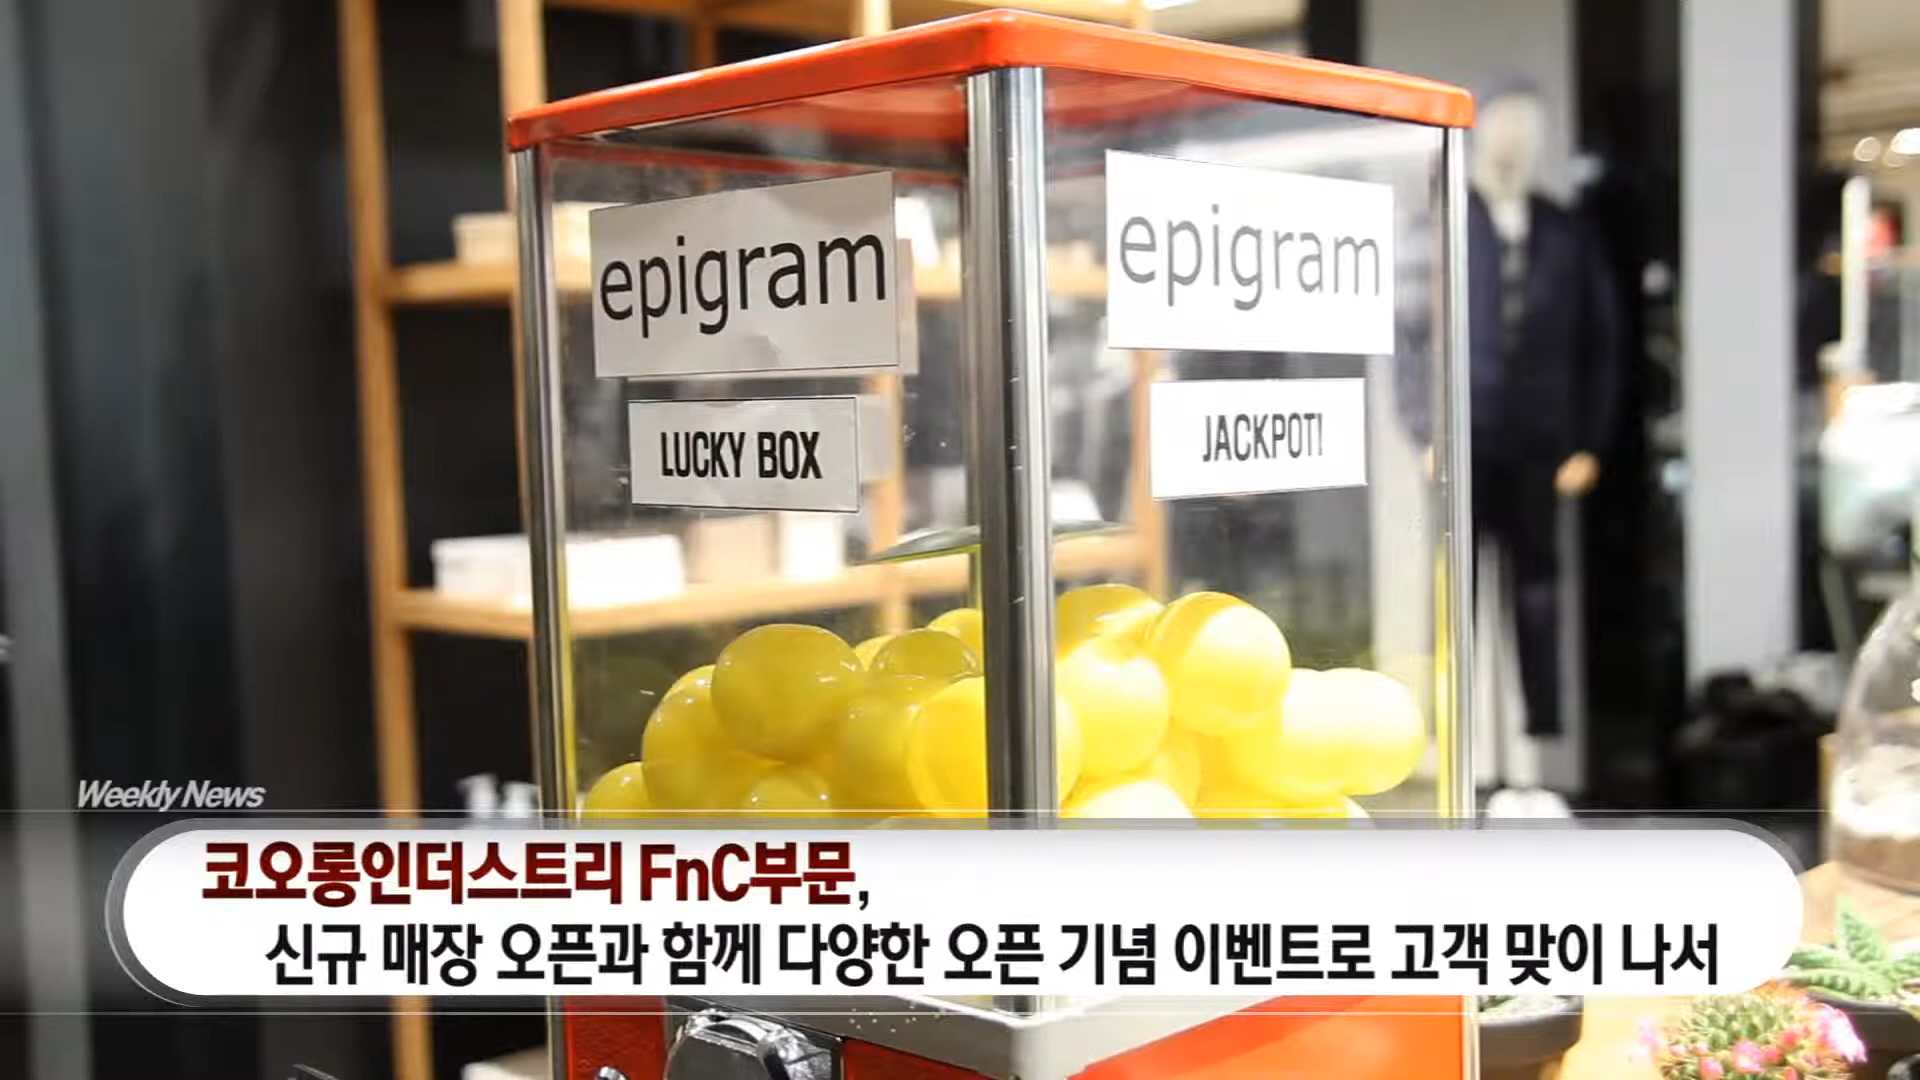 epigram
LUCKY BOX
epigram
JACKPOT!
Weekly News
코오롱인더스트리 FnC부문,
신규 매장 오픈과 함께 다양한 오픈 기념 이벤트로 고객 맞이 나서